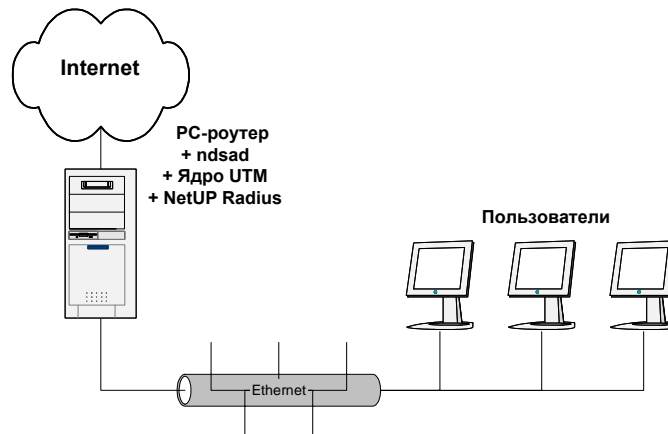 Internet
PC-роутер
+ ndsad
+ Ядро UTM
+ NetUP Radius
Пользователи
Ethernet